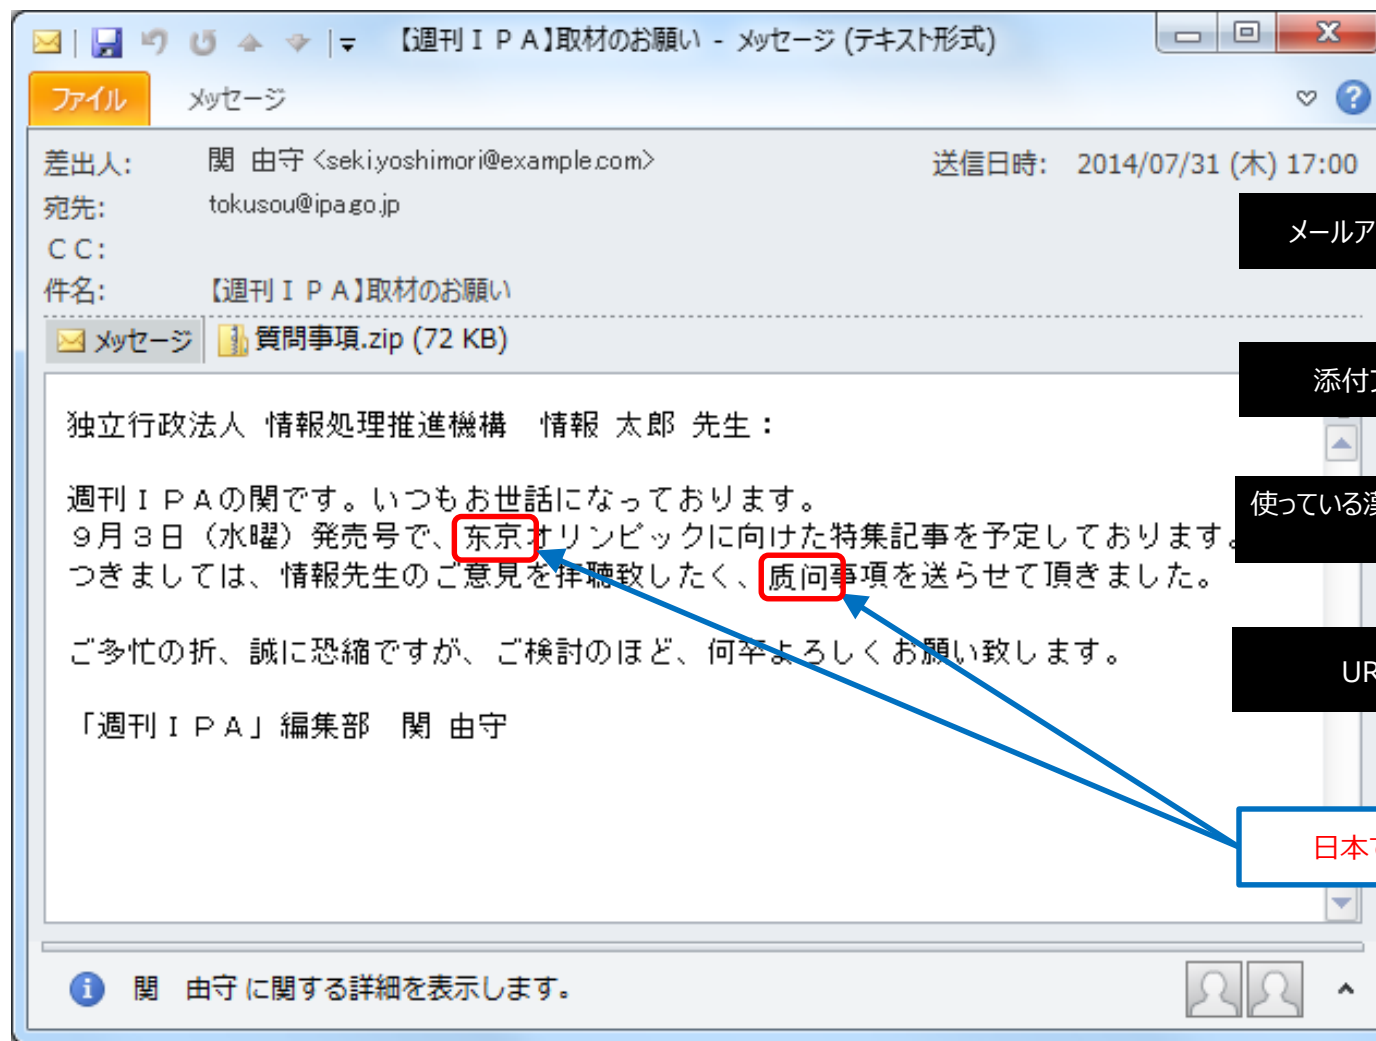 【週刊ＩＰＡ】取材のお願い - メッセージ (テキスト形式)
ファイル メッセージ
差出人: 関 由守 <seki.yoshimori@example.com> 送信日時: 2014/07/31 (木) 17:00
宛先: tokusou@ipa.go.jp
メールア
ＣＣ:
件名: 【週刊ＩＰＡ】取材のお願い
メッセージ 質問事項.zip (72 KB)
添付
独立行政法人 情報処理推進機構 情報 太郎 先生：
週刊ＩＰＡの関です。いつもお世話になっております。
使っている漢
９月３日（水曜）発売号で、东京オリンピックに向けた特集記事を予定しております。
つきましては、情報先生のご意見を拝聴致したく、质问事項を送らせて頂きました。
ご多忙の折、誠に恐縮ですが、ご検討のほど、何卒よろしくお願い致します。
UR
「週刊ＩＰＡ」編集部 関 由守
日本
関 由守 に関する詳細を表示します。